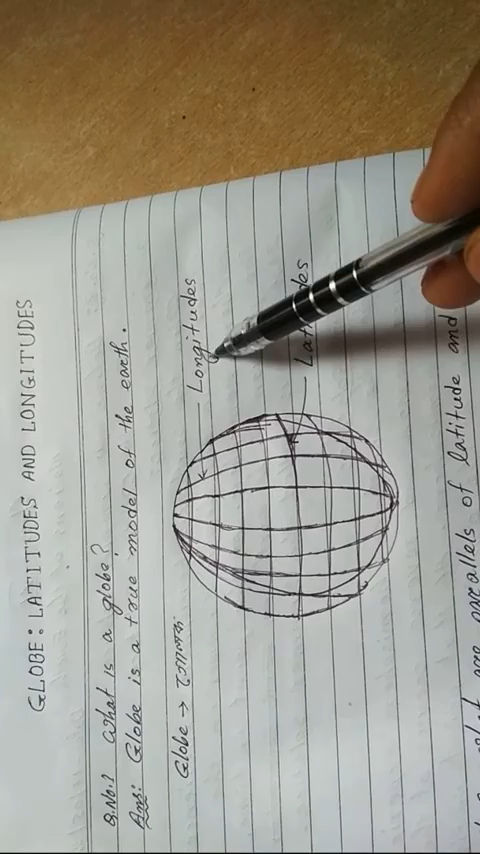 GLOBE: LATITUDES AND LONGITUDES
Q.No.1 What is a globe?
Ans: Globe is a true model of the earth.
Longitudes
Globe →
parallels of latitude and